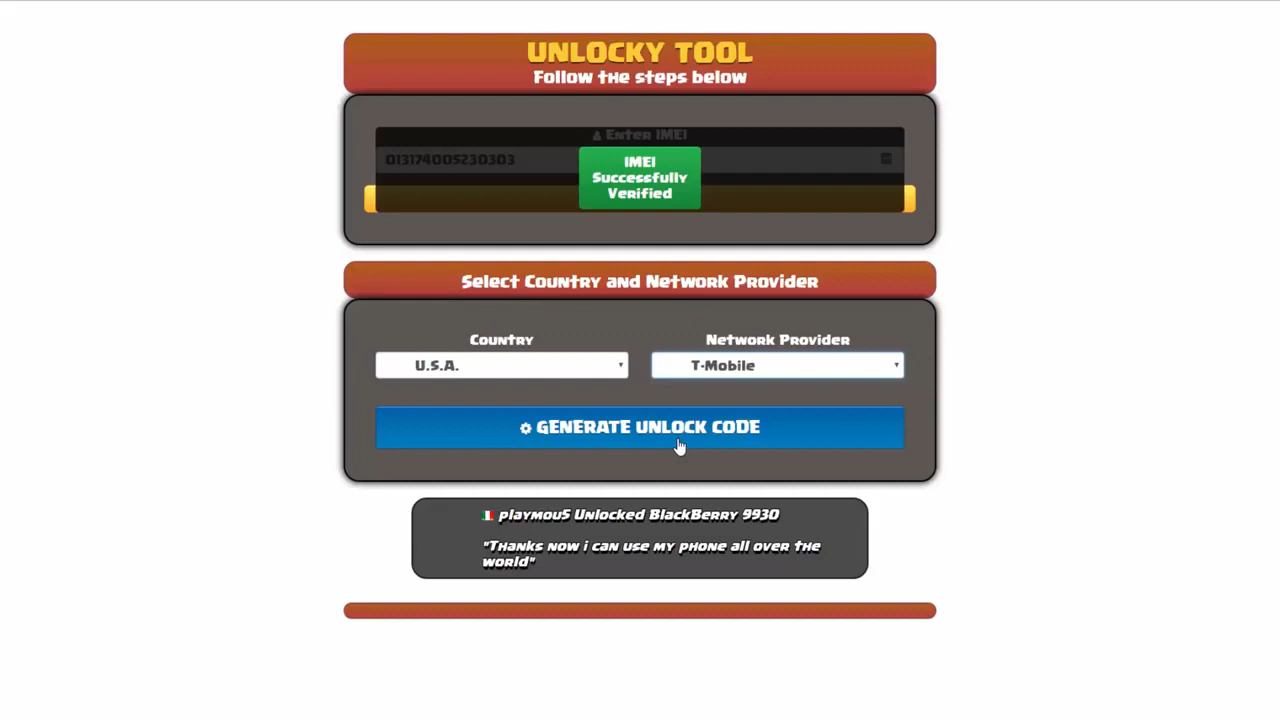 UNLOCKY TOOL
Follow the steps below
Enter IMEI
013174005230303
IMEI
Successfully
Verified
Select Country and Network Provider
Country
Network Provider
U.S.A.
T-Mobile
GENERATE UNLOCK CODE
playmou5 Unlocked BlackBerry 9930
"Thanks now i can use my phone all over the
world"